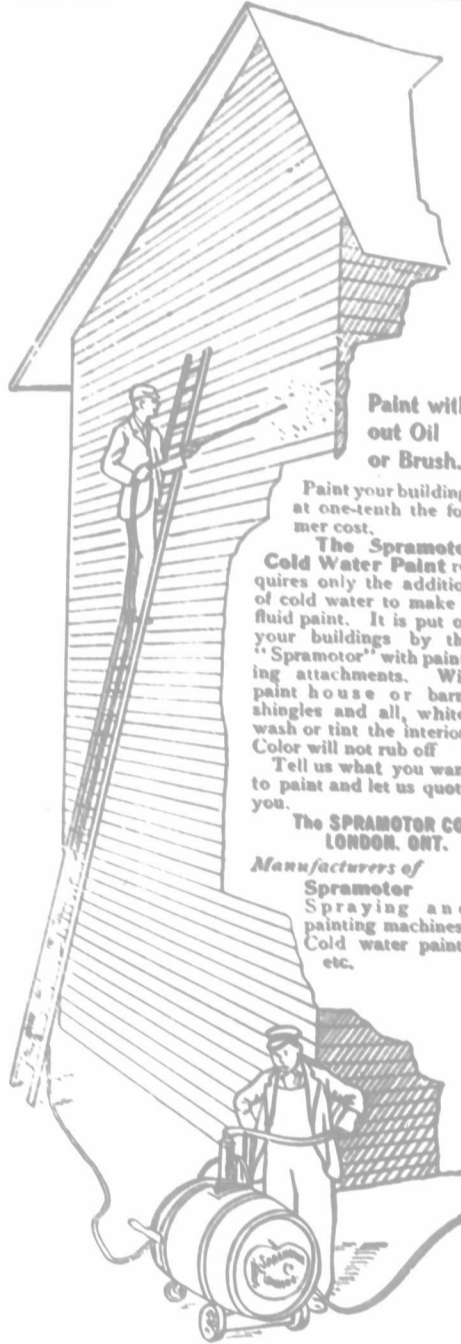 Paint with
out Oil
or Brush.
Paint your building
at one-tenth the fo
mer cost.
The Spramoto
Cold Water Paint r
quires only the additio
of cold water to make
fluid paint. It is put o
your buildings by th
"Spramotor" with paint
ing attachments. Wi
paint house or barn
shingles and all, white
wash or tint the interior
Color will not rub off
Tell us what you wan
to paint and let us quot
you.
The SPRAMOTOR CO
LONDON. ONT.
Manufacturers of
Spramotor
Spraying and
painting machines
Cold water paint
etc.